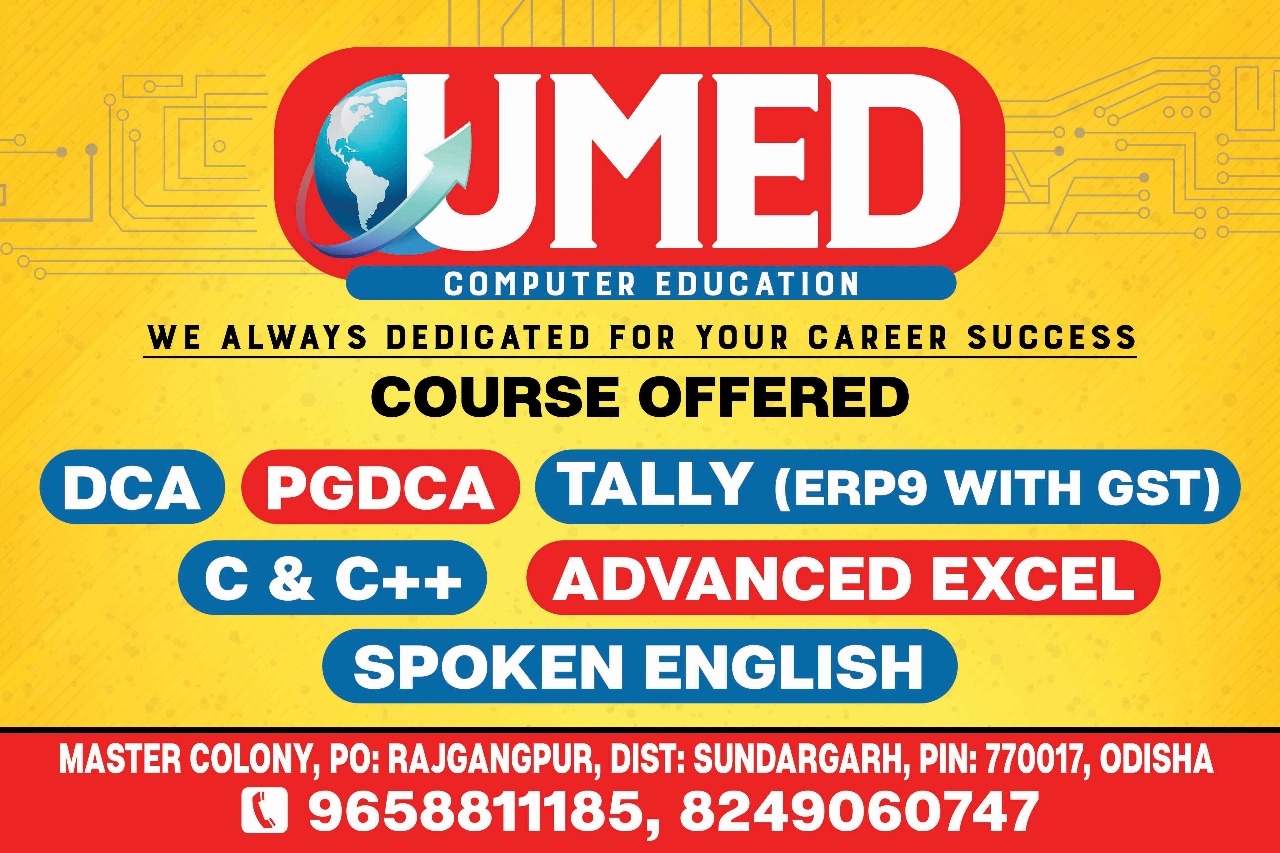 UMED
COMPUTER EDUCATION
WE ALWAYS DEDICATED FOR YOUR CAREER SUCCESS
COURSE OFFERED
DCA PGDCA TALLY (ERP9 WITH GST)
C & C++ ADVANCED EXCEL
SPOKEN ENGLISH
MASTER COLONY, PO: RAJGANGPUR, DIST: SUNDARGARH, PIN: 770017, ODISHA
9658811185, 8249060747